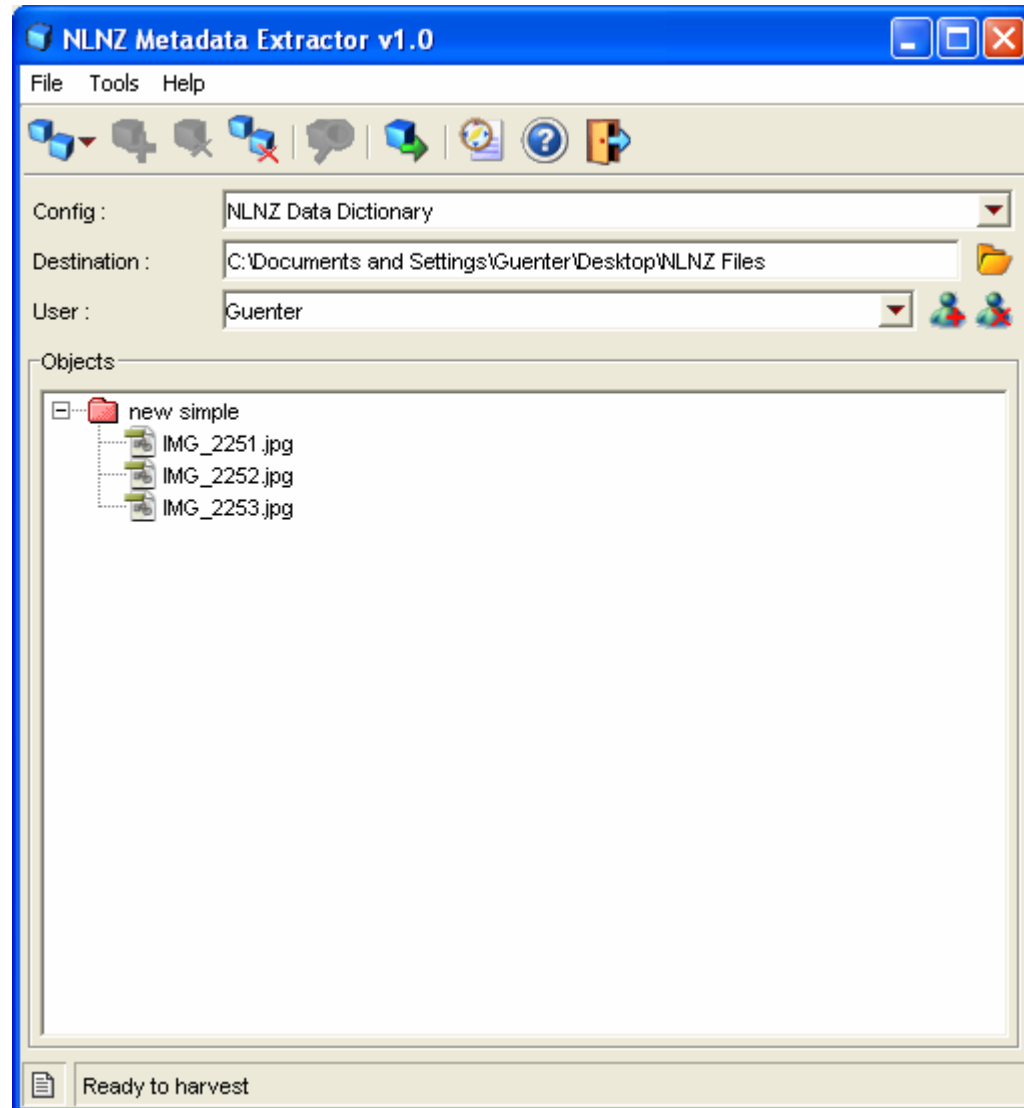 NLNZ Metadata Extractor v1.0
File Tools Help
Config : NLNZ Data Dictionary
Destination : C:\Documents and Settings\Guenter\Desktop\NLNZ Files
User : Guenter
Objects
new simple
IMG_2251.jpg
IMG_2252.jpg
IMG_2253.jpg
Ready to harvest